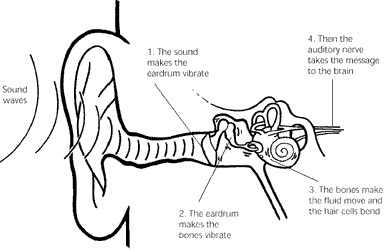 Sound
waves
1. The sound
makes the
eardrum vibrate
2. The eardrum
makes the
bones vibrate
3. The bones make
the fluid move and
the hair cells bend
4. Then the
auditory nerve
takes the message
to the brain